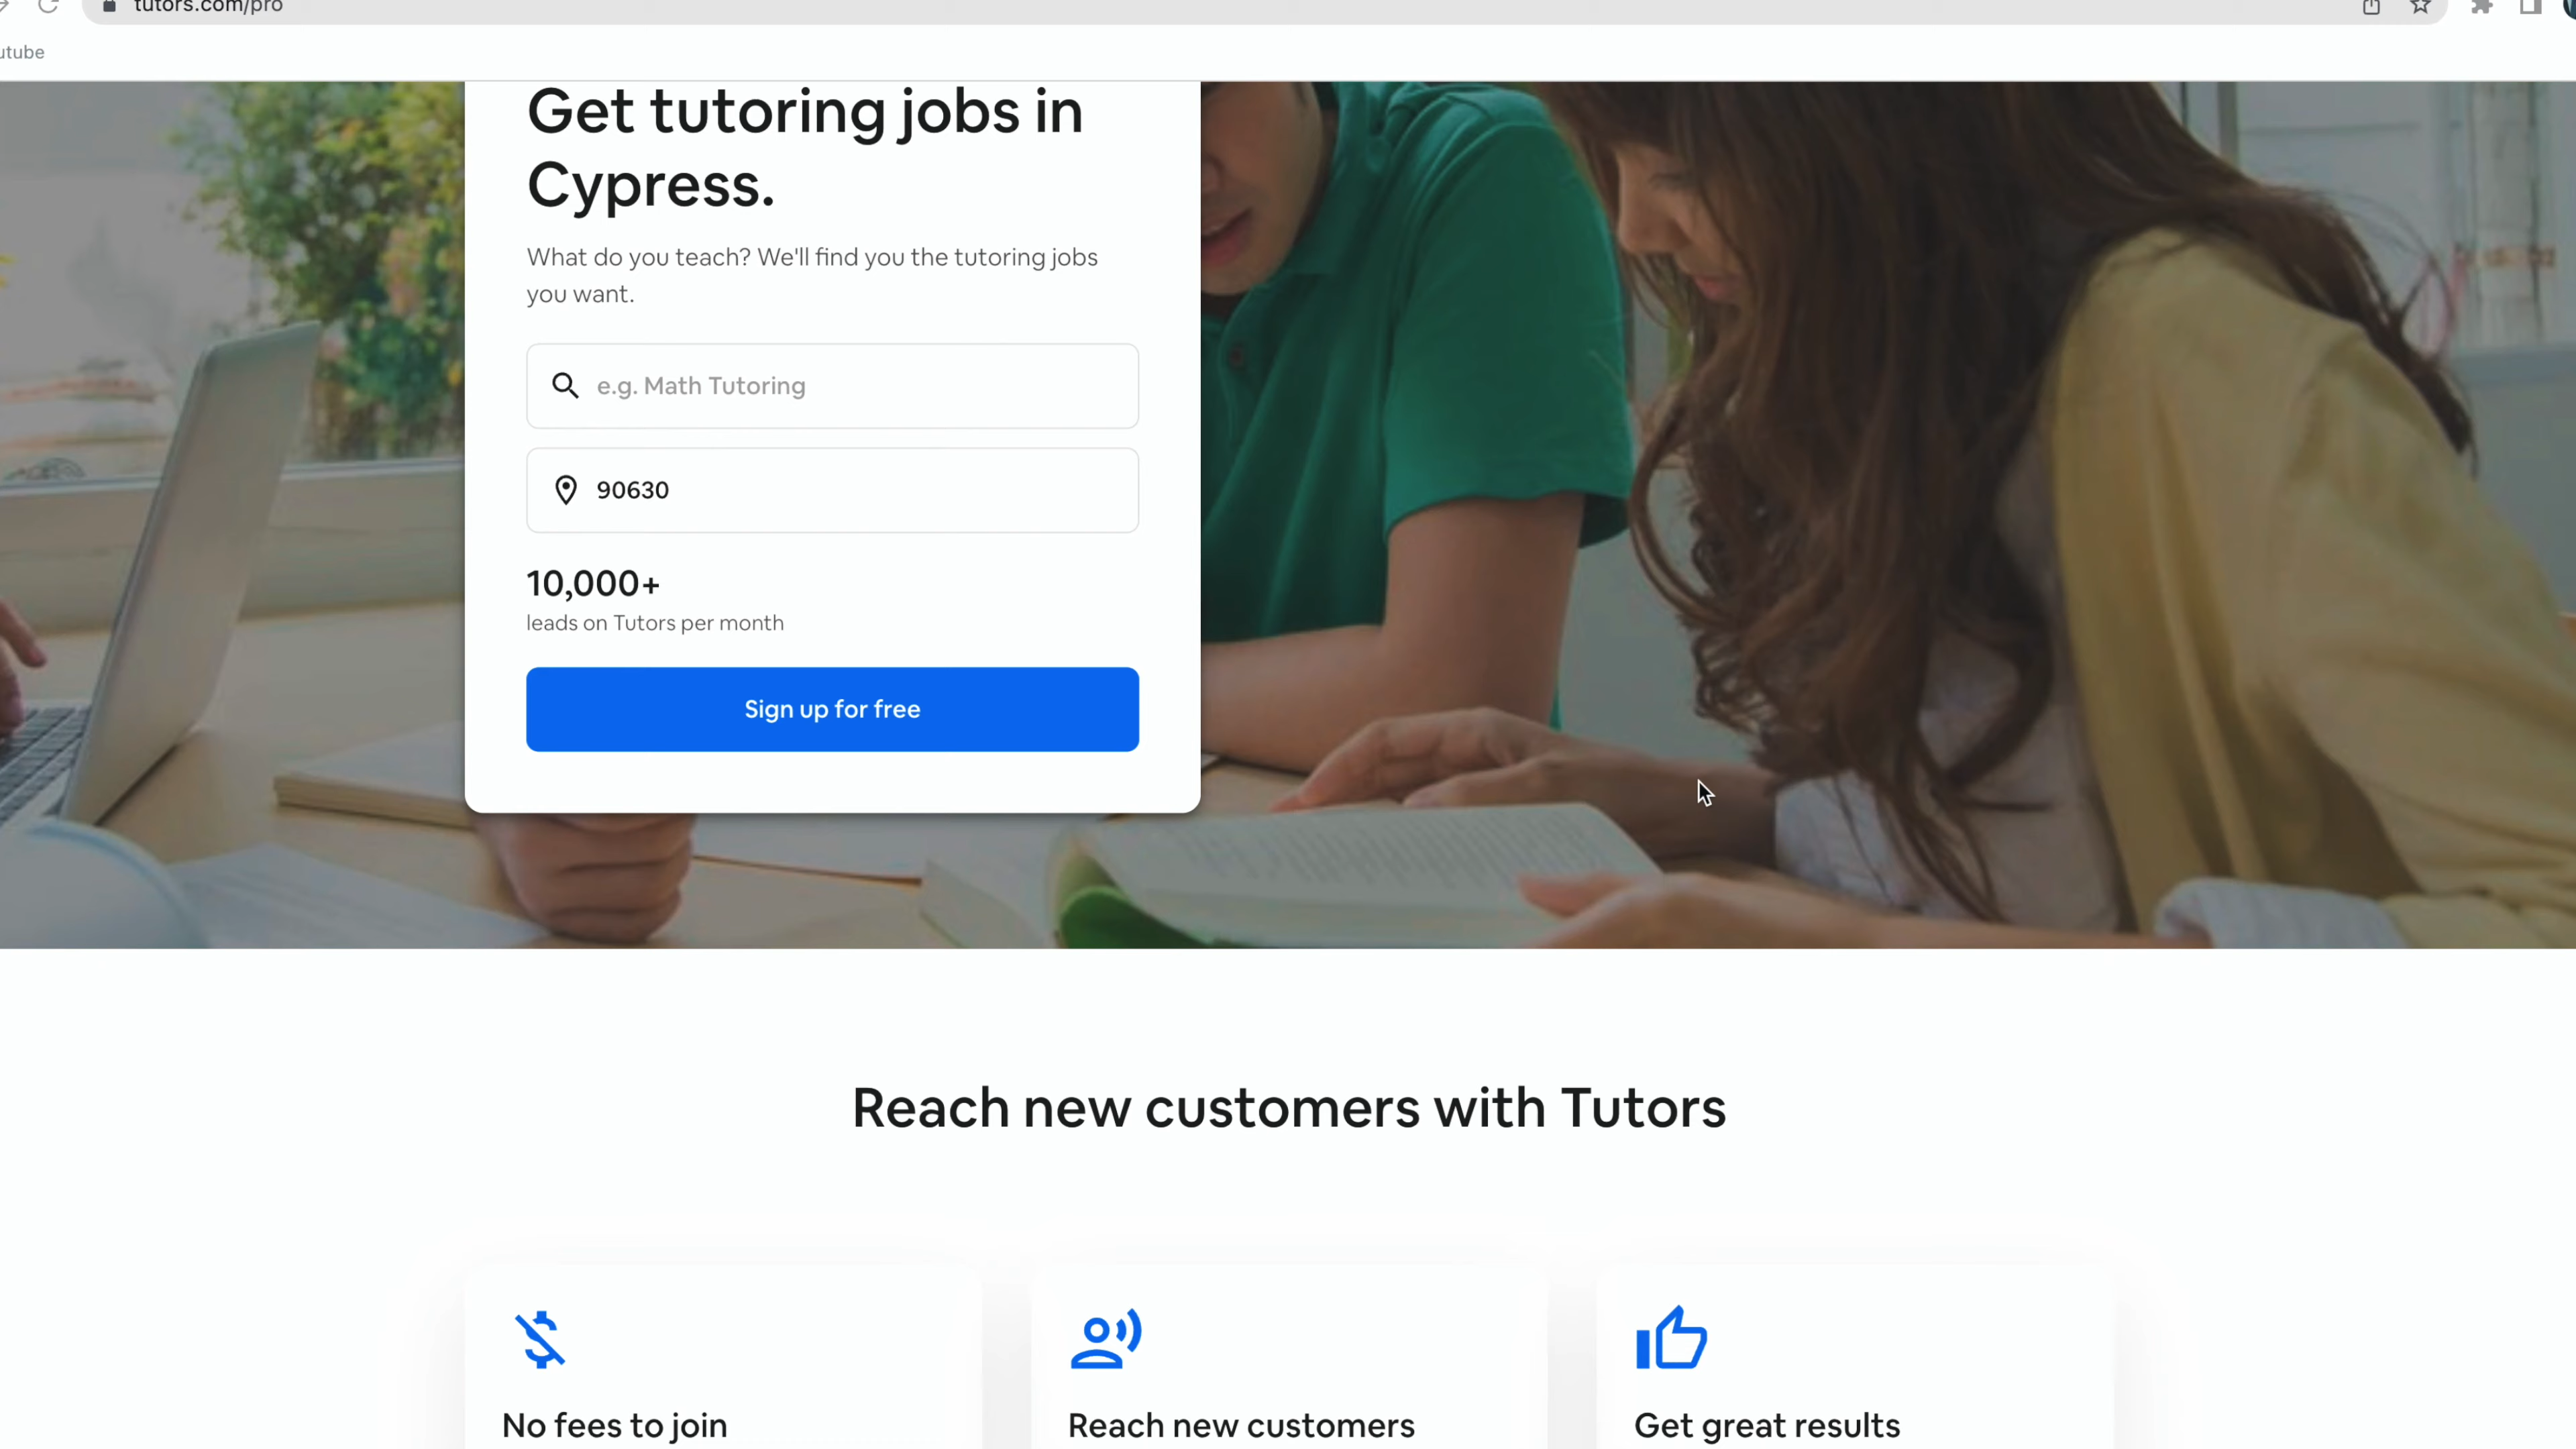 tutors.com/pro
utube
Get tutoring jobs in
Cypress.
What do you teach? We'll find you the tutoring jobs
you want.
e.g. Math Tutoring
90630
10,000+
leads on Tutors per month
Sign up for free
Reach new customers with Tutors
No fees to join
Reach new customers
Get great results